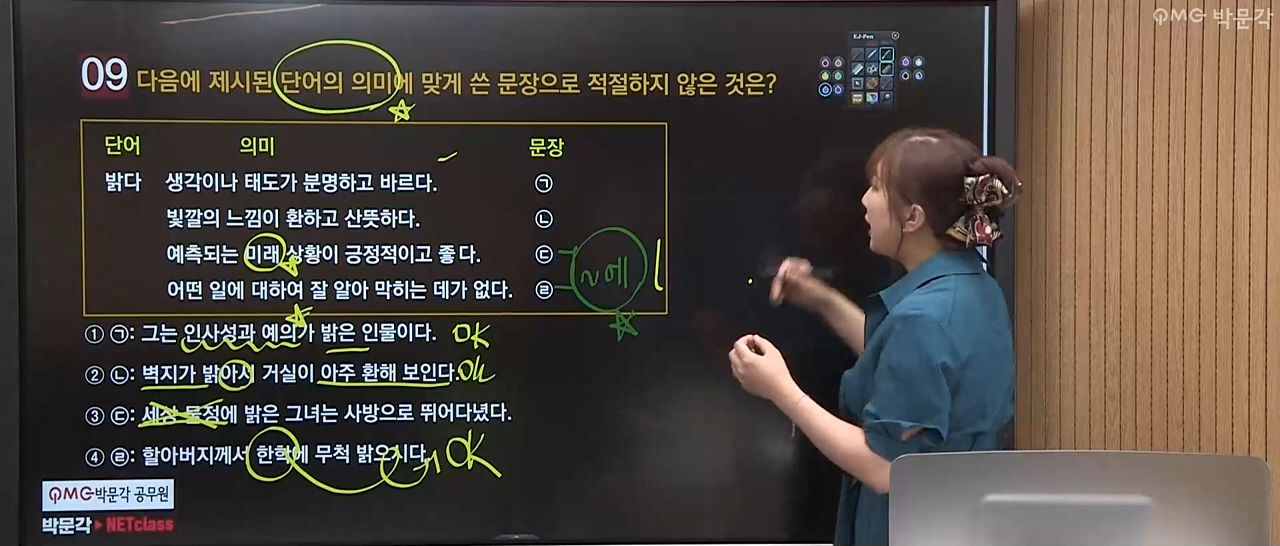 QMG 박문각
EJ-Pen
09 다음에 제시된 단어의 의미에 맞게 쓴 문장으로 적절하지 않은 것은?
단어 의미 문장
밝다 생각이나 태도가 분명하고 바르다. ㉠
빛깔의 느낌이 환하고 산뜻하다. ㉡
예측되는 미래 상황이 긍정적이고 좋다. ㉢
어떤 일에 대하여 잘 알아 막히는 데가 없다. ㉣
~에
① ㉠: 그는 인사성과 예의가 밝은 인물이다. OK
② ㉡: 벽지가 밝아서 거실이 아주 환해 보인다. OK
③ ㉢: 세상 물정에 밝은 그녀는 사방으로 뛰어다녔다.
④ ㉣: 할아버지께서 한학에 무척 밝으시다. OK
QMG박문각 공무원
박문각 ▶ NETclass